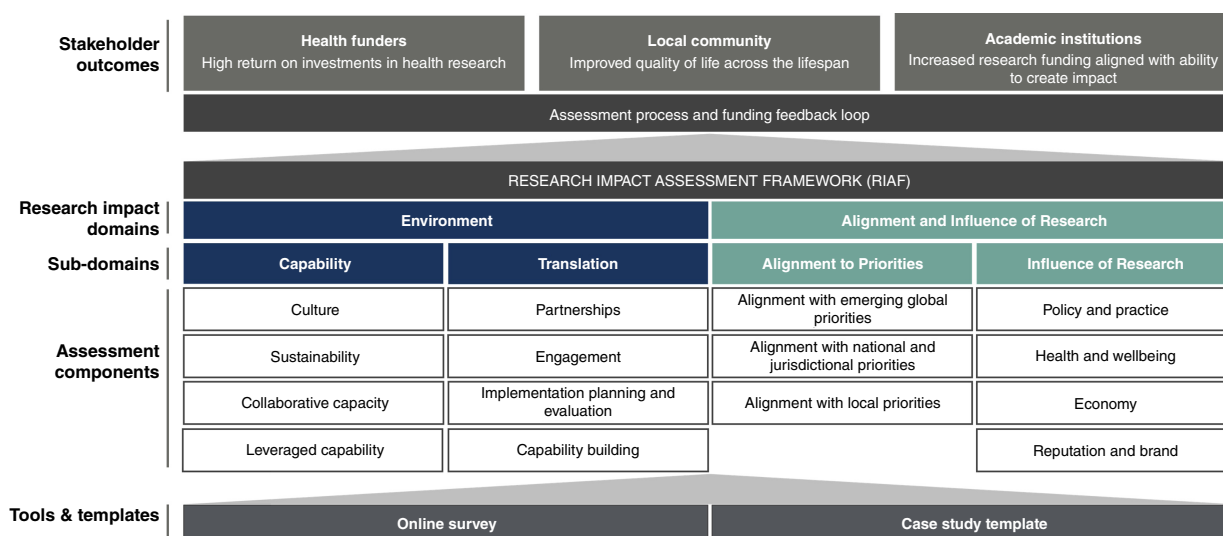 Stakeholder
outcomes
Health funders
High return on investments in health research
Local community
Improved quality of life across the lifespan
Academic institutions
Increased research funding aligned with ability
to create impact
Assessment process and funding feedback loop
RESEARCH IMPACT ASSESSMENT FRAMEWORK (RIAF)
Research impact
domains
Environment
Alignment and Influence of Research
Sub-domains
Capability
Translation
Alignment to Priorities
Influence of Research
Assessment
components
Culture
Partnerships
Alignment with emerging global
priorities
Policy and practice
Sustainability
Engagement
Alignment with national and
jurisdictional priorities
Health and wellbeing
Collaborative capacity
Implementation planning and
evaluation
Alignment with local priorities
Economy
Leveraged capability
Capability building
Reputation and brand
Tools & templates
Online survey
Case study template